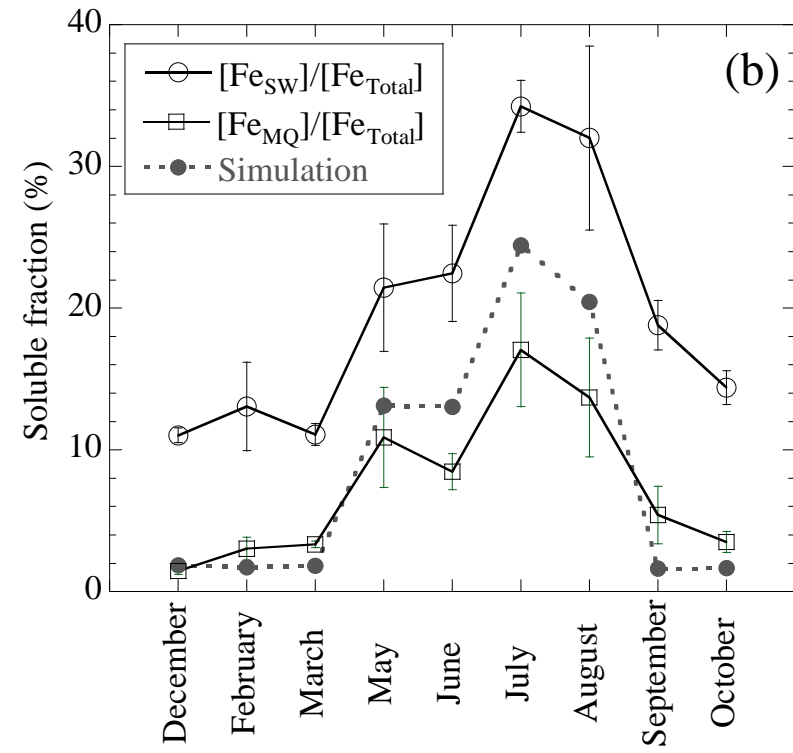 40
30
20
10
0
Soluble fraction (%)
(b)
[Fe_SW]/[Fe_Total]
[Fe_MQ]/[Fe_Total]
Simulation
December
February
March
May
June
July
August
September
October